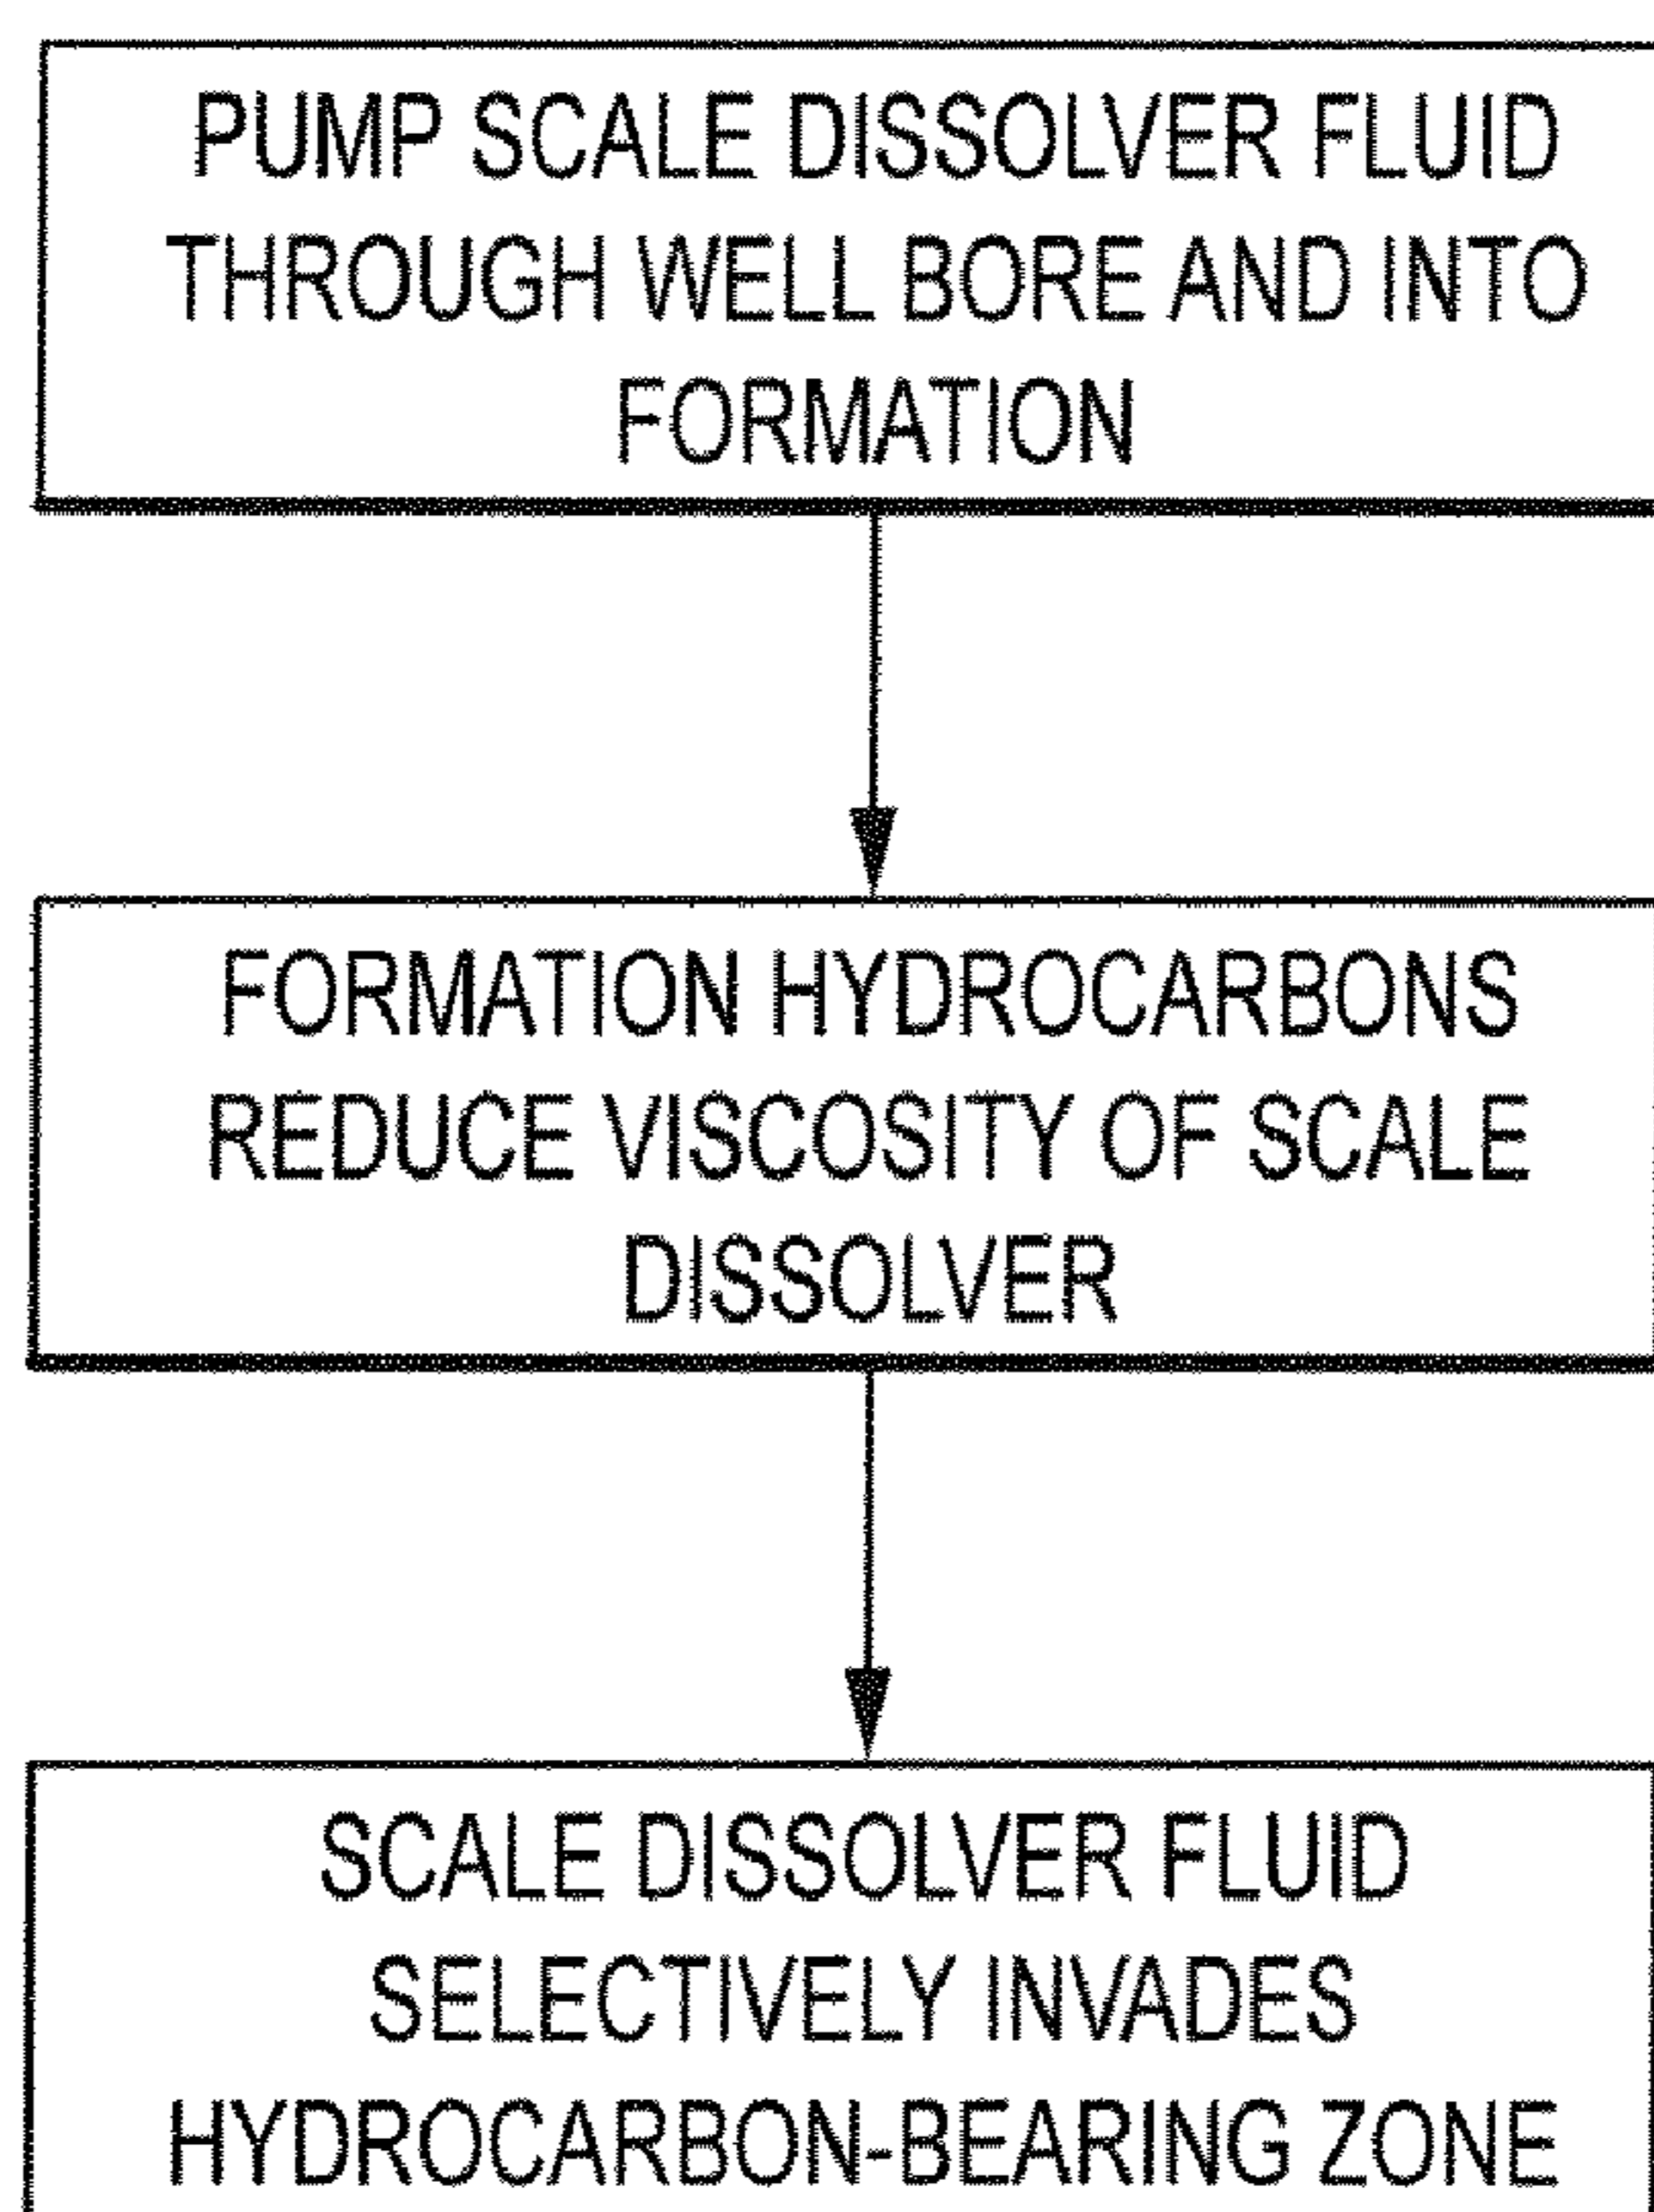 PUMP SCALE DISSOLVER FLUID
THROUGH WELL BORE AND INTO
FORMATION
FORMATION HYDROCARBONS
REDUCE VISCOSITY OF SCALE
DISSOLVER
SCALE DISSOLVER FLUID
SELECTIVELY INVADES
HYDROCARBON-BEARING ZONE